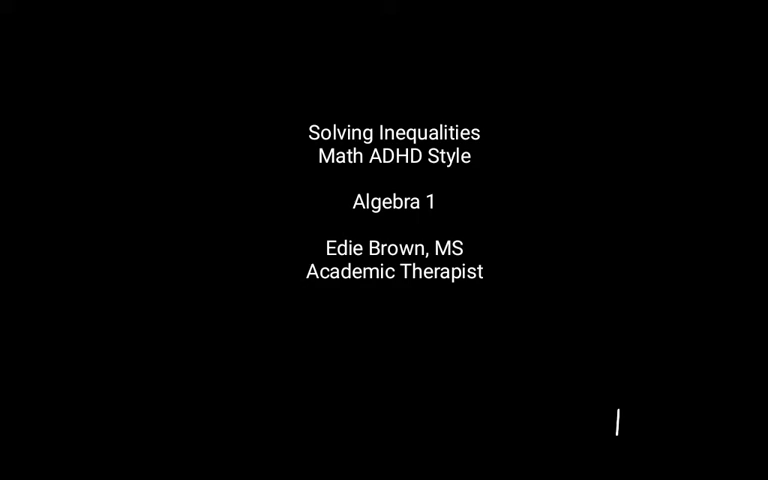 Solving Inequalities
Math ADHD Style
Algebra 1
Edie Brown, MS
Academic Therapist